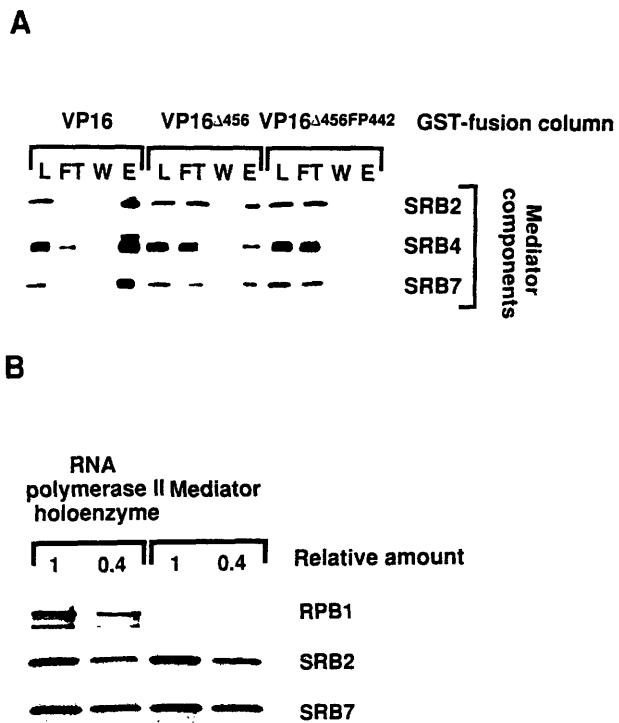 A
VP16 VP16Δ456 VP16Δ456FP442 GST-fusion column
L FT W E L FT W E L FT W E
SRB2
SRB4
SRB7
Mediator
components
B
RNA
polymerase II Mediator
holoenzyme
1 0.4 1 0.4 Relative amount
RPB1
SRB2
SRB7